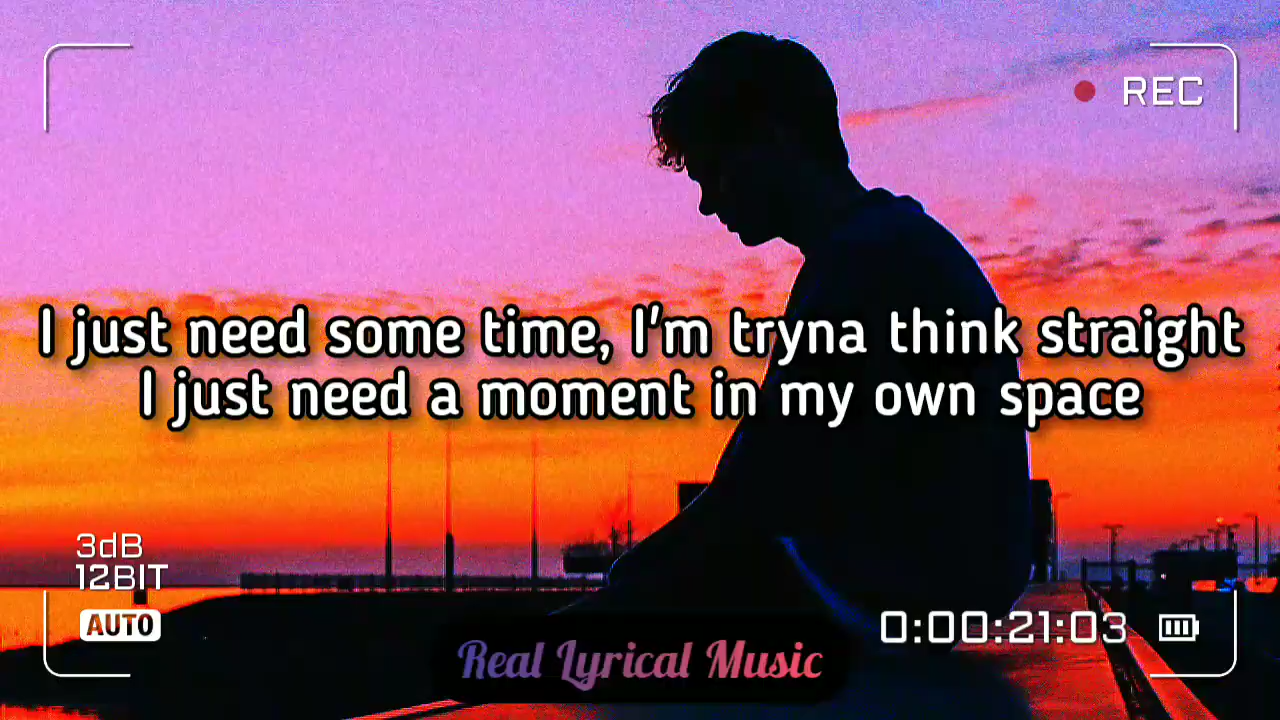 REC
I just need some time, I'm tryna think straight
I just need a moment in my own space
3dB
12BIT
AUTO
0:00:21:03
Real Lyrical Music